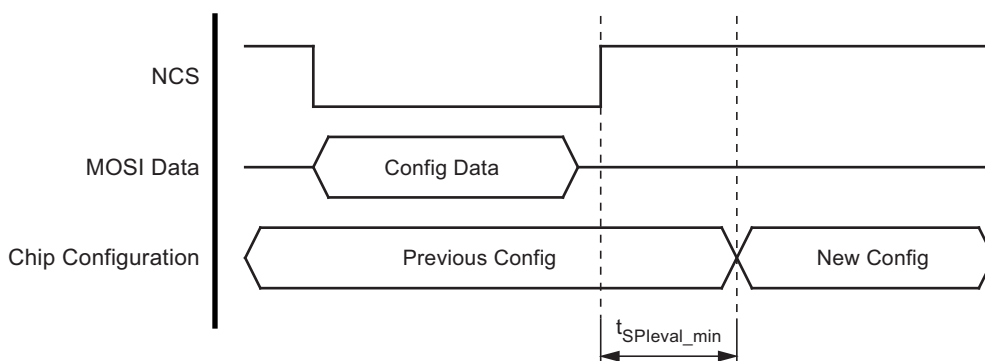 NCS
MOSI Data
Config Data
Chip Configuration
Previous Config
New Config
tSPIeval_min